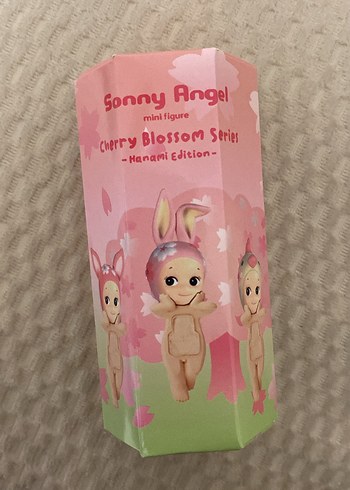 Sonny Angel
mini figure
Cherry Blossom Series
- Hanami Edition -